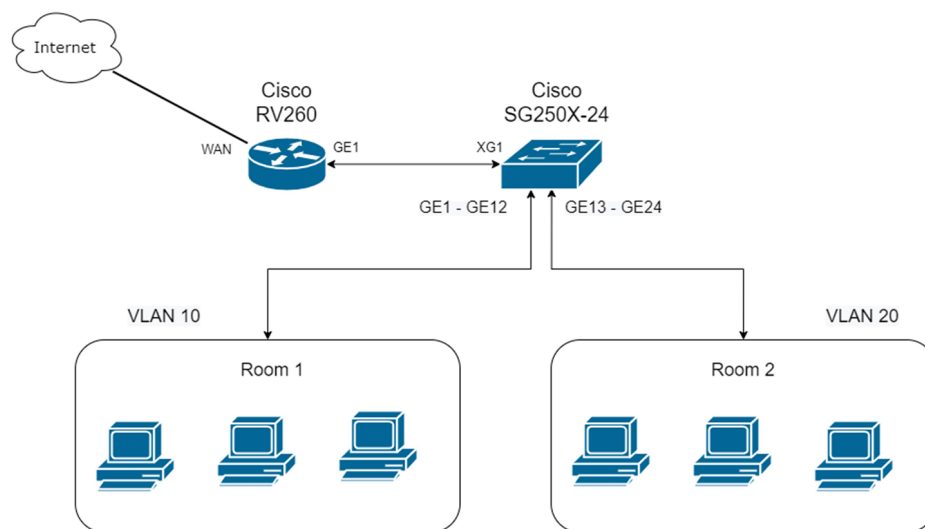 Internet
Cisco
RV260
Cisco
SG250X-24
WAN
GE1
XG1
GE1 - GE12
GE13 - GE24
VLAN 10
VLAN 20
Room 1
Room 2